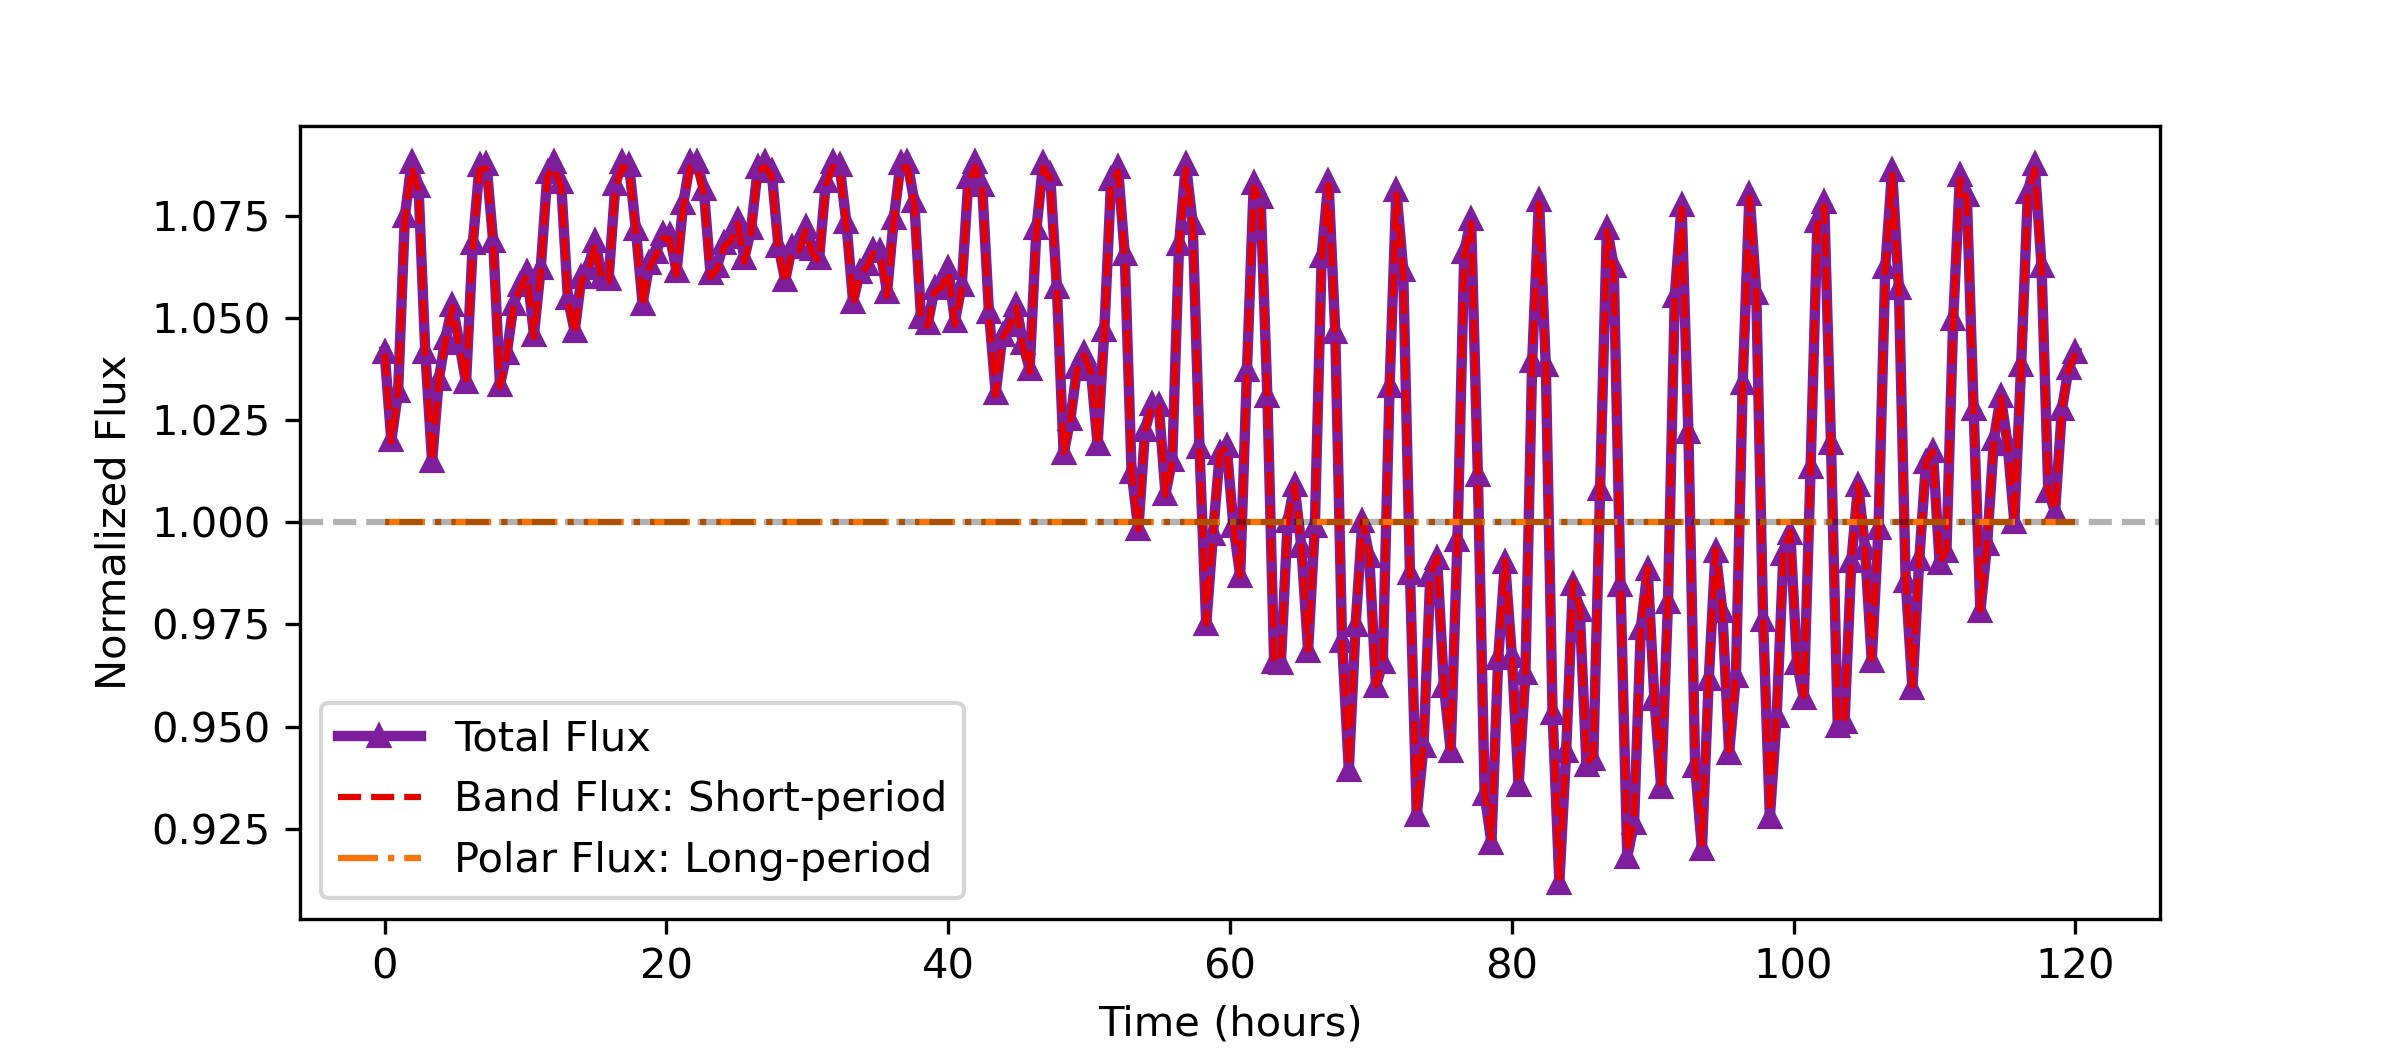 Normalized Flux
1.075
1.050
1.025
1.000
0.975
0.950
0.925
Total Flux
Band Flux: Short-period
Polar Flux: Long-period
0 20 40 60 80 100 120
Time (hours)